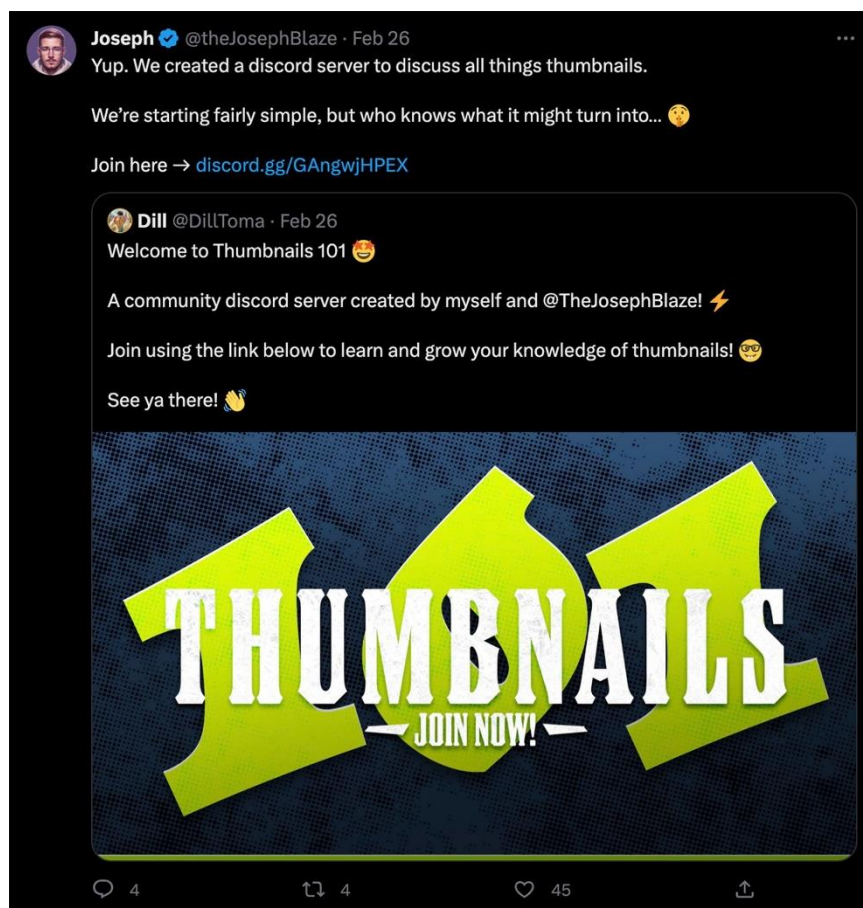 Joseph @theJosephBlaze · Feb 26
Yup. We created a discord server to discuss all things thumbnails.
We’re starting fairly simple, but who knows what it might turn into... 🤫
Join here → discord.gg/GAngwjHPEX
Dill @DillToma · Feb 26
Welcome to Thumbnails 101 🤩
A community discord server created by myself and @TheJosephBlaze! ⚡
Join using the link below to learn and grow your knowledge of thumbnails! 🤓
See ya there! 👋
101
THUMBNAILS
JOIN NOW!
4 4 45